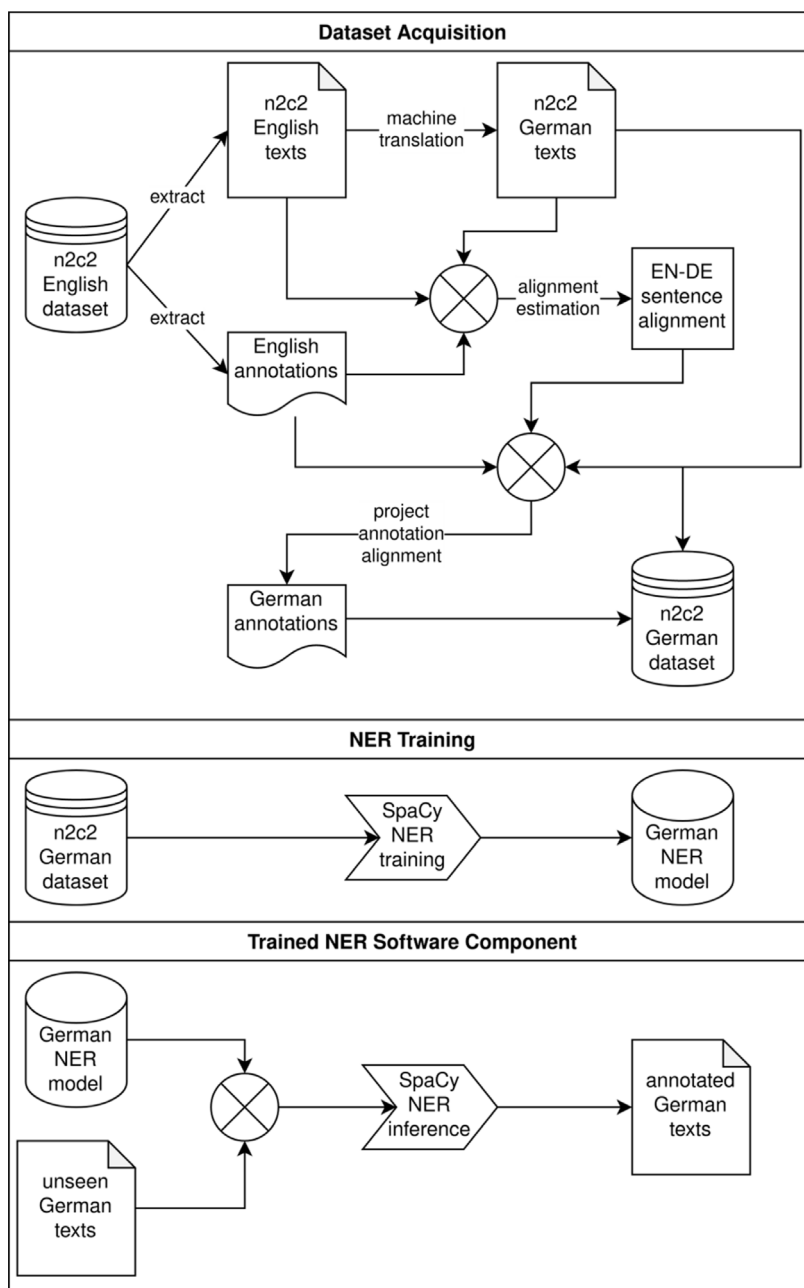 Dataset Acquisition
n2c2
English
texts
machine
translation
n2c2
German
texts
extract
n2c2
English
dataset
alignment
estimation
EN-DE
sentence
alignment
extract
English
annotations
project
annotation
alignment
German
annotations
n2c2
German
dataset
NER Training
n2c2
German
dataset
SpaCy
NER
training
German
NER
model
Trained NER Software Component
German
NER
model
SpaCy
NER
inference
annotated
German
texts
unseen
German
texts